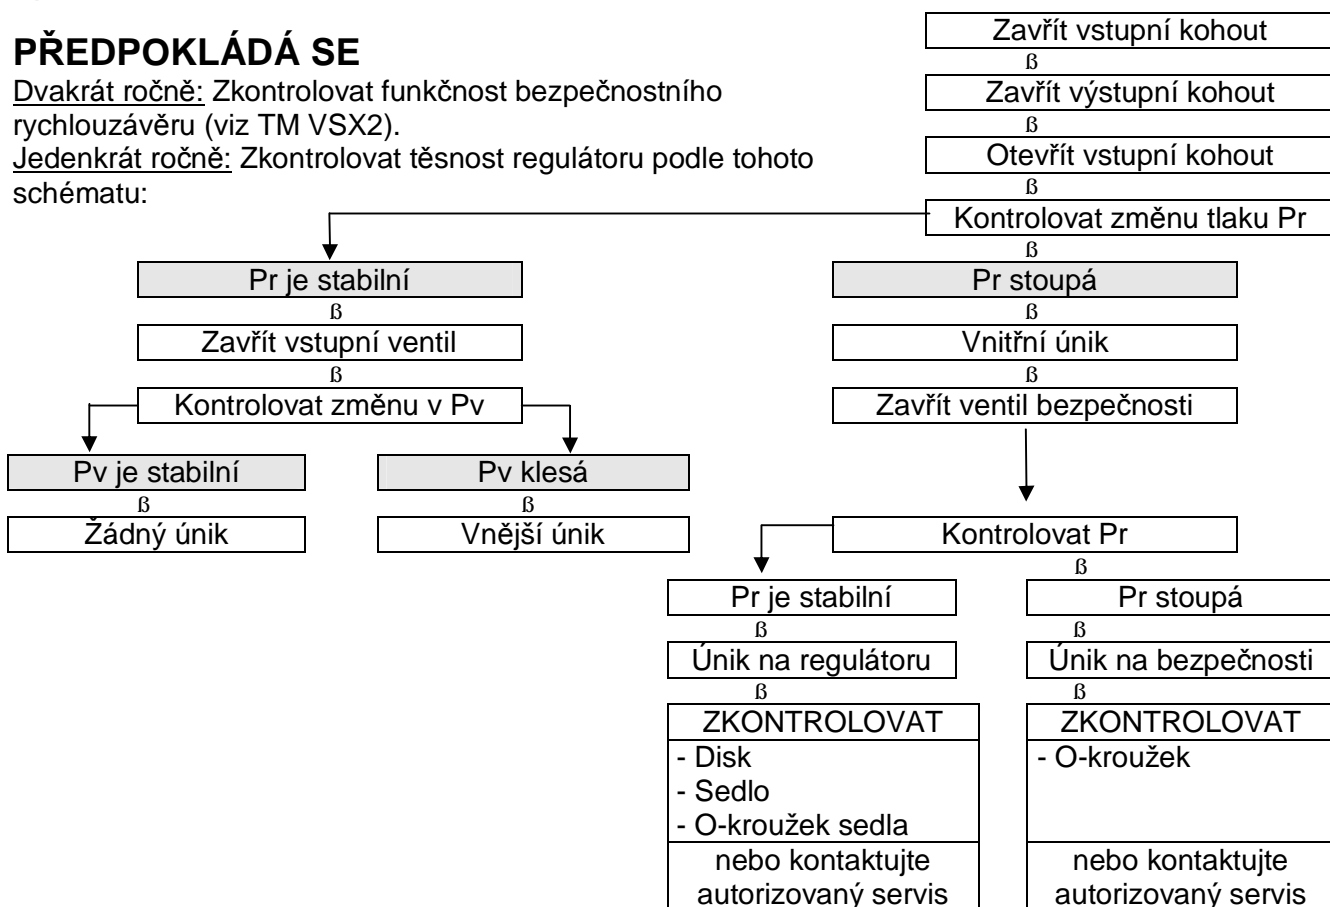 PŘEDPOKLÁDÁ SE
Dvakrát ročně: Zkontrolovat funkčnost bezpečnostního
rychlouzávěru (viz TM VSX2).
Jedenkrát ročně: Zkontrolovat těsnost regulátoru podle tohoto
schématu:
Zavřít vstupní kohout
ß
Zavřít výstupní kohout
ß
Otevřít vstupní kohout
ß
Kontrolovat změnu tlaku Pr
ß
Pr je stabilní
ß
Zavřít vstupní ventil
ß
Kontrolovat změnu v Pv
Pv je stabilní
ß
Žádný únik
Pv klesá
ß
Vnější únik
Pr stoupá
ß
Vnitřní únik
ß
Zavřít ventil bezpečnosti
Kontrolovat Pr
ß
Pr je stabilní
ß
Únik na regulátoru
ß
ZKONTROLOVAT
- Disk
- Sedlo
- O-kroužek sedla
nebo kontaktujte
autorizovaný servis
Pr stoupá
ß
Únik na bezpečnosti
ß
ZKONTROLOVAT
- O-kroužek
nebo kontaktujte
autorizovaný servis